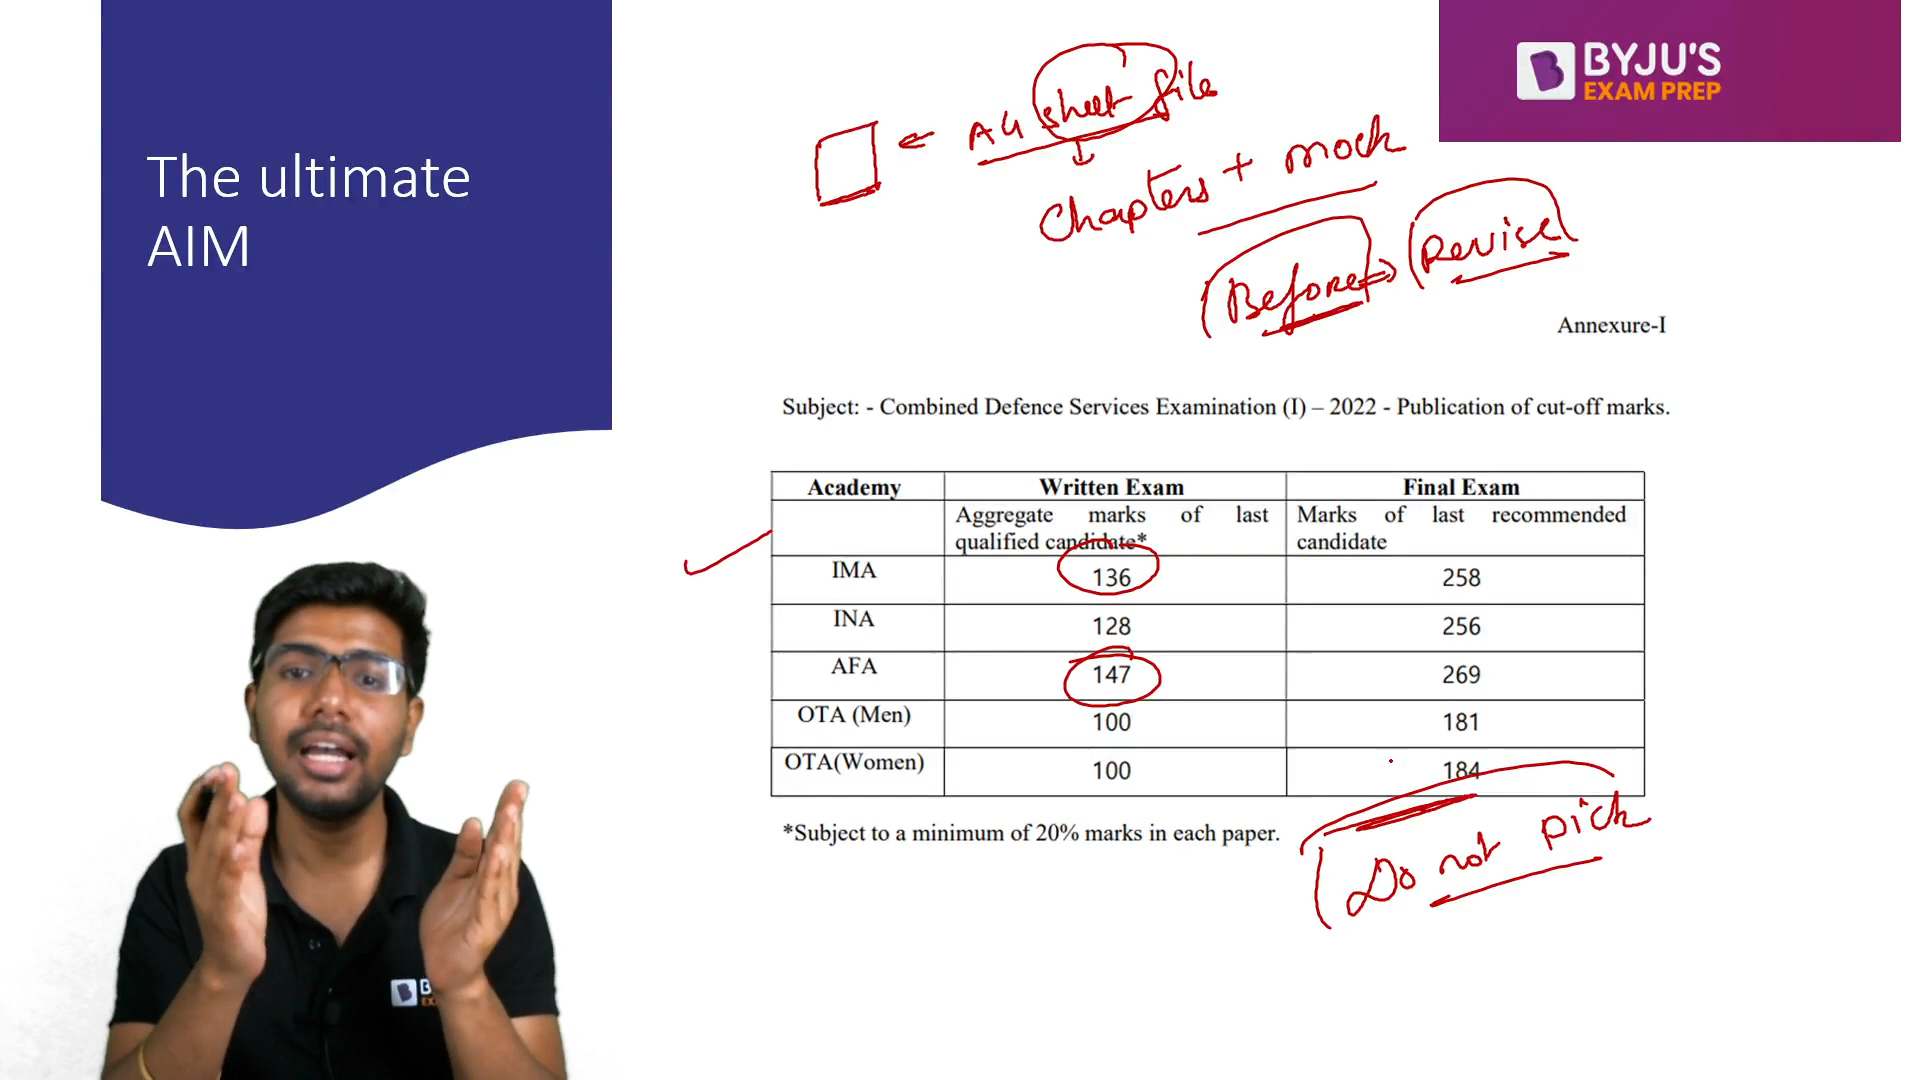 The ultimate
AIM
BYJU'S
EXAM PREP
A4 sheet file
Chapters + mock
Before
Revise
Annexure-I
Subject: - Combined Defence Services Examination (I) – 2022 - Publication of cut-off marks.
Academy Written Exam Final Exam
Aggregate marks of last Marks of last recommended
qualified candidate* candidate
IMA 136 258
INA 128 256
AFA 147 269
OTA (Men) 100 181
OTA(Women) 100 184
*Subject to a minimum of 20% marks in each paper.
Do not pick
B
EX